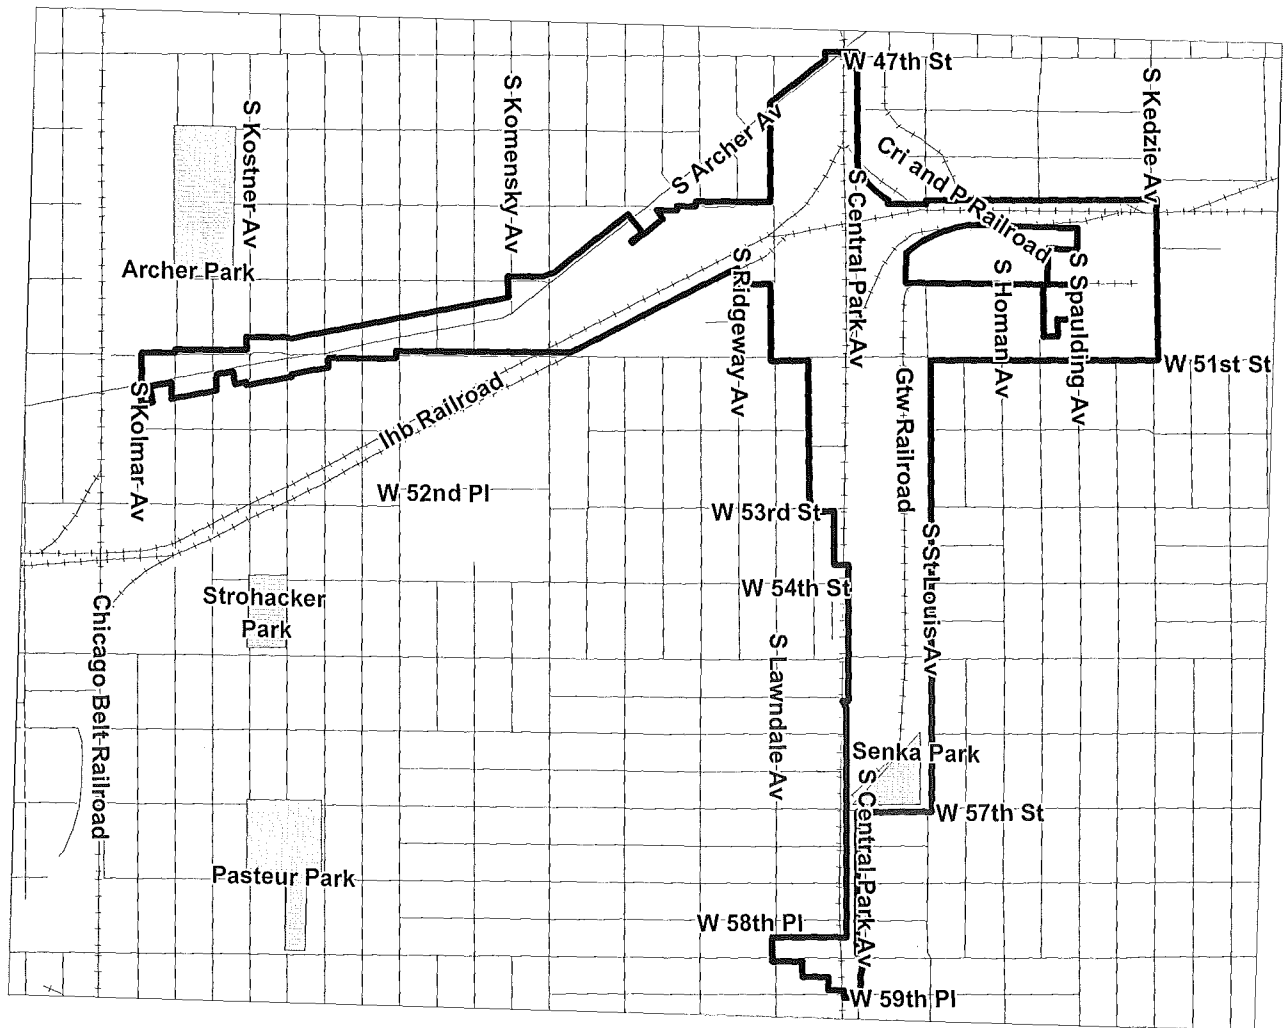 W 47th St
S Kedzie Av
S Komensky Av
S Kostner Av
S Archer Av
Cri and P Railroad
S Central Park Av
Archer Park
S Ridgeway Av
S Homan Av
S Spaulding Av
W 51st St
S Kolmar Av
Ihb Railroad
Gtw Railroad
W 52nd Pl
W 53rd St
S St Louis Av
W 54th St
Strohacker
Park
Chicago Belt Railroad
S Lawndale Av
Senka Park
S Central Park Av
W 57th St
Pasteur Park
W 58th Pl
W 59th Pl